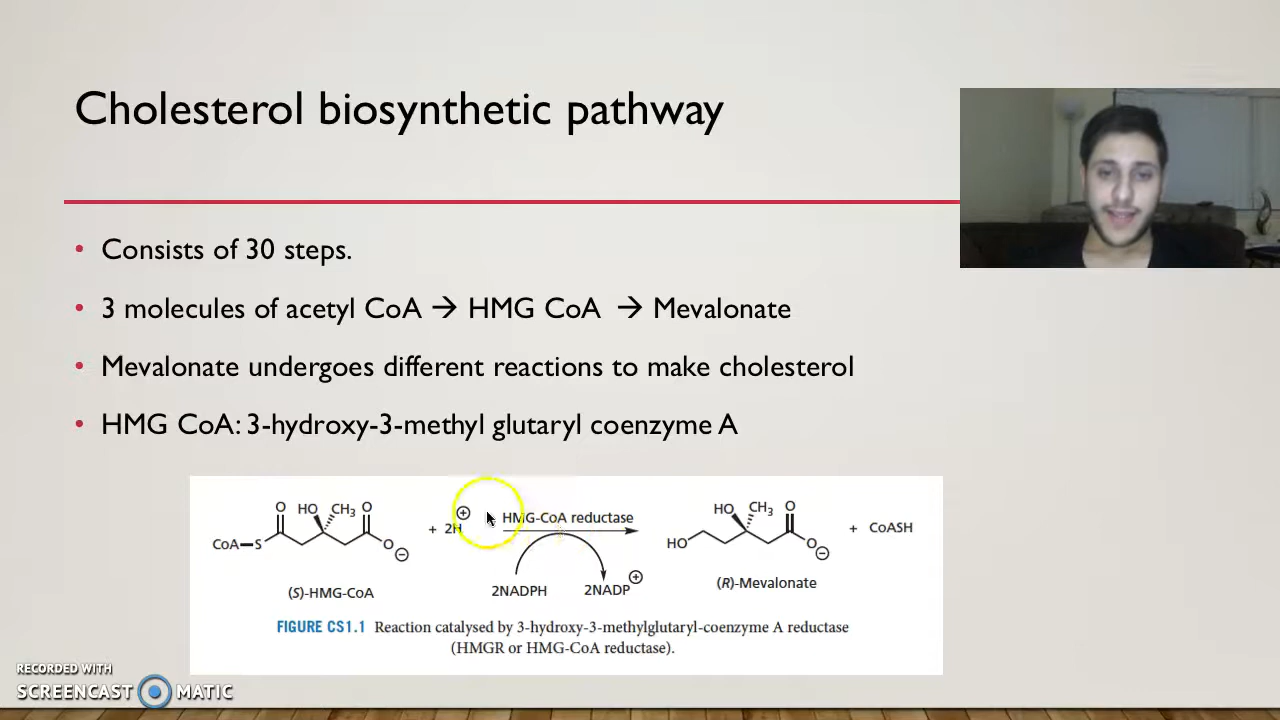 Cholesterol biosynthetic pathway
• Consists of 30 steps.
• 3 molecules of acetyl CoA → HMG CoA → Mevalonate
• Mevalonate undergoes different reactions to make cholesterol
• HMG CoA: 3-hydroxy-3-methyl glutaryl coenzyme A
O HO CH₃ O
CoA—S O ⊖
(S)-HMG-CoA
+ 2H ⊕
HMG-CoA reductase
2NADPH 2NADP ⊕
HO CH₃ O
HO O ⊖
(R)-Mevalonate
+ CoASH
FIGURE CS1.1 Reaction catalysed by 3-hydroxy-3-methylglutaryl-coenzyme A reductase
(HMGR or HMG-CoA reductase).
RECORDED WITH
SCREENCAST MATIC